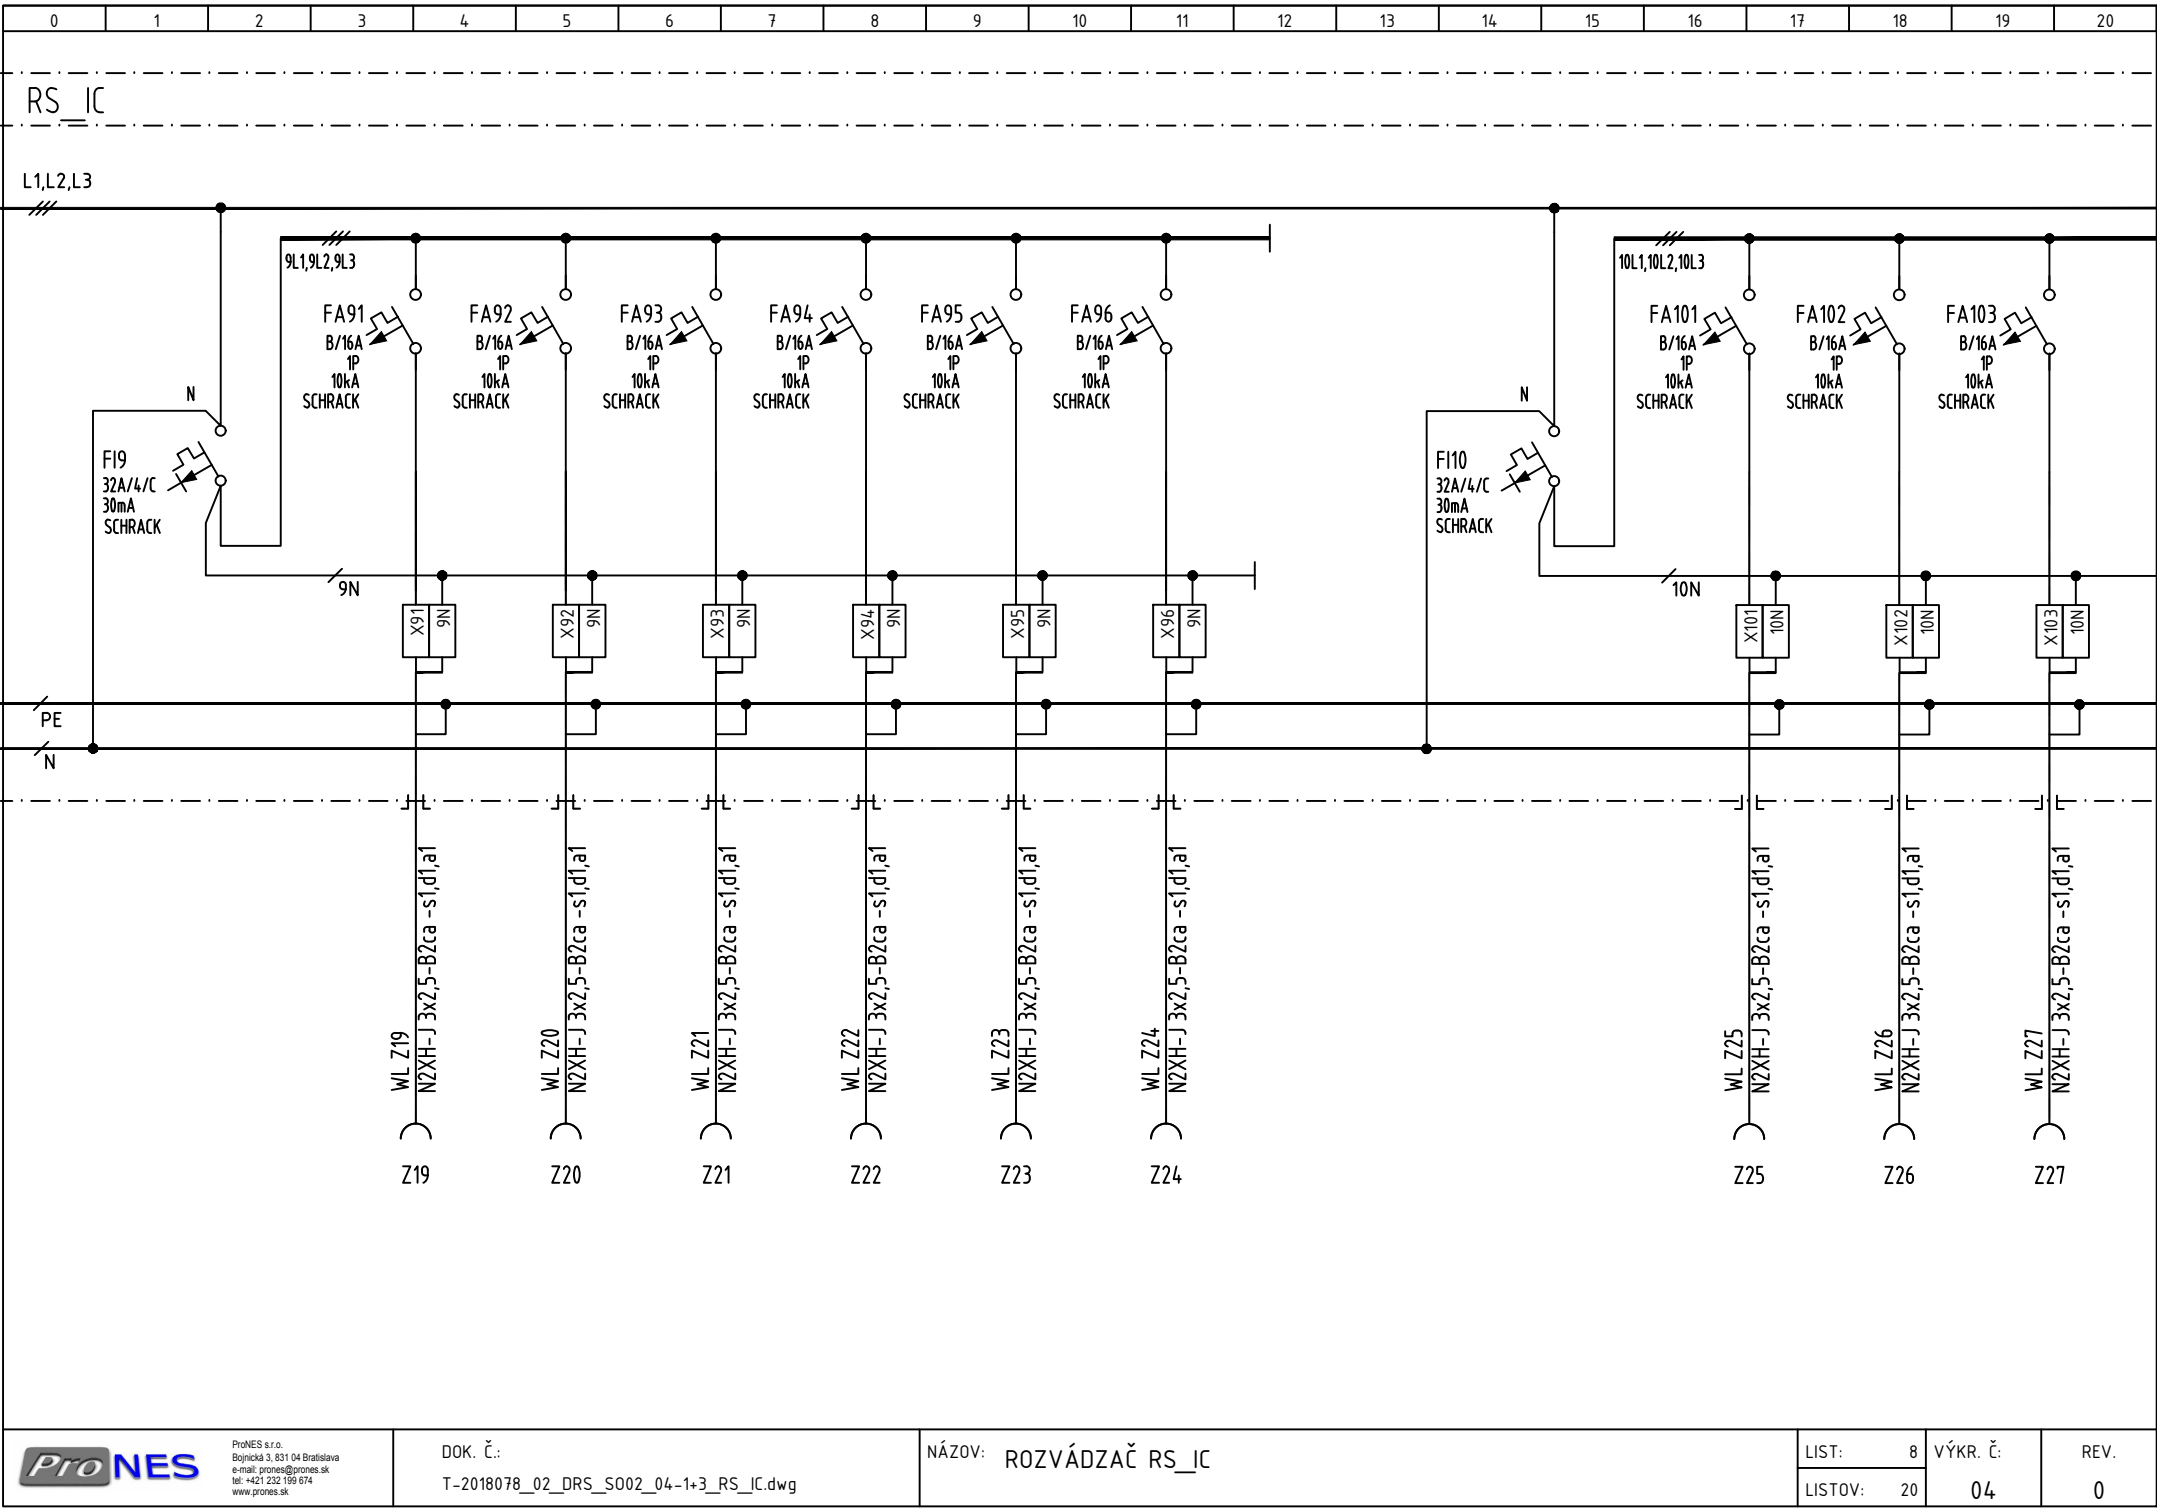 0 1 2 3 4 5 6 7 8 9 10 11 12 13 14 15 16 17 18 19 20
RS_IC
L1,L2,L3
9L1,9L2,9L3
10L1,10L2,10L3
FA91
B/16A
1P
10kA
SCHRACK
FA92
B/16A
1P
10kA
SCHRACK
FA93
B/16A
1P
10kA
SCHRACK
FA94
B/16A
1P
10kA
SCHRACK
FA95
B/16A
1P
10kA
SCHRACK
FA96
B/16A
1P
10kA
SCHRACK
FA101
B/16A
1P
10kA
SCHRACK
FA102
B/16A
1P
10kA
SCHRACK
FA103
B/16A
1P
10kA
SCHRACK
N
FI9
32A/4/C
30mA
SCHRACK
N
FI10
32A/4/C
30mA
SCHRACK
9N
10N
X91 9N
X92 9N
X93 9N
X94 9N
X95 9N
X96 9N
X101 10N
X102 10N
X103 10N
PE
N
WL Z19
N2XH-J 3x2,5-B2ca -s1,d1,a1
WL Z20
N2XH-J 3x2,5-B2ca -s1,d1,a1
WL Z21
N2XH-J 3x2,5-B2ca -s1,d1,a1
WL Z22
N2XH-J 3x2,5-B2ca -s1,d1,a1
WL Z23
N2XH-J 3x2,5-B2ca -s1,d1,a1
WL Z24
N2XH-J 3x2,5-B2ca -s1,d1,a1
WL Z25
N2XH-J 3x2,5-B2ca -s1,d1,a1
WL Z26
N2XH-J 3x2,5-B2ca -s1,d1,a1
WL Z27
N2XH-J 3x2,5-B2ca -s1,d1,a1
Z19 Z20 Z21 Z22 Z23 Z24 Z25 Z26 Z27
ProNES
ProNES s.r.o.
Bojnická 3, 831 04 Bratislava
e-mail: prones@prones.sk
tel: +421 232 199 674
www.prones.sk
DOK. Č.:
T-2018078_02_DRS_SO02_04-1+3_RS_IC.dwg
NÁZOV: ROZVÁDZAČ RS_IC
LIST: 8
LISTOV: 20
VÝKR. Č:
04
REV.
0